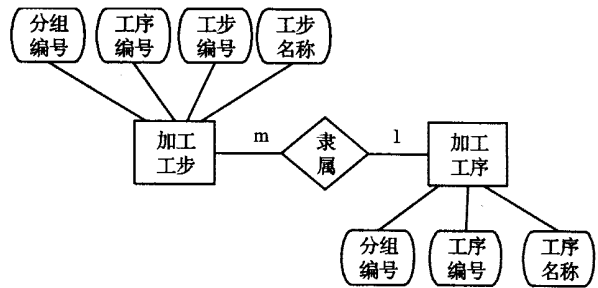 分组 工序 工步 工步
编号 编号 编号 名称
加工 m 隶 1 加工
工步 属 工序
分组 工序 工序
编号 编号 名称